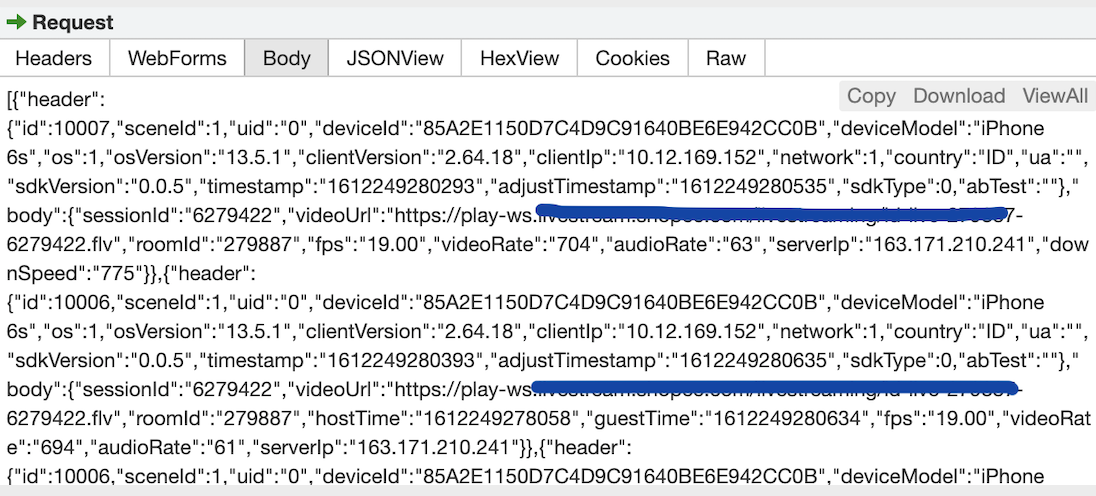 Request
Headers WebForms Body JSONView HexView Cookies Raw
Copy Download ViewAll
[{"header":
{"id":10007,"sceneId":1,"uid":"0","deviceId":"85A2E1150D7C4D9C91640BE6E942CC0B","deviceModel":"iPhone
6s","os":1,"osVersion":"13.5.1","clientVersion":"2.64.18","clientIp":"10.12.169.152","network":1,"country":"ID","ua":"",
"sdkVersion":"0.0.5","timestamp":"1612249280293","adjustTimestamp":"1612249280535","sdkType":0,"abTest":""},"
body":{"sessionId":"6279422","videoUrl":"https://play-ws.
6279422.flv","roomId":"279887","fps":"19.00","videoRate":"704","audioRate":"63","serverIp":"163.171.210.241","dow
nSpeed":"775"}},{"header":
{"id":10006,"sceneId":1,"uid":"0","deviceId":"85A2E1150D7C4D9C91640BE6E942CC0B","deviceModel":"iPhone
6s","os":1,"osVersion":"13.5.1","clientVersion":"2.64.18","clientIp":"10.12.169.152","network":1,"country":"ID","ua":"",
"sdkVersion":"0.0.5","timestamp":"1612249280393","adjustTimestamp":"1612249280635","sdkType":0,"abTest":""},"
body":{"sessionId":"6279422","videoUrl":"https://play-ws.
6279422.flv","roomId":"279887","hostTime":"1612249278058","guestTime":"1612249280634","fps":"19.00","videoRat
e":"694","audioRate":"61","serverIp":"163.171.210.241"}},{"header":
{"id":10006,"sceneId":1,"uid":"0","deviceId":"85A2E1150D7C4D9C91640BE6E942CC0B","deviceModel":"iPhone